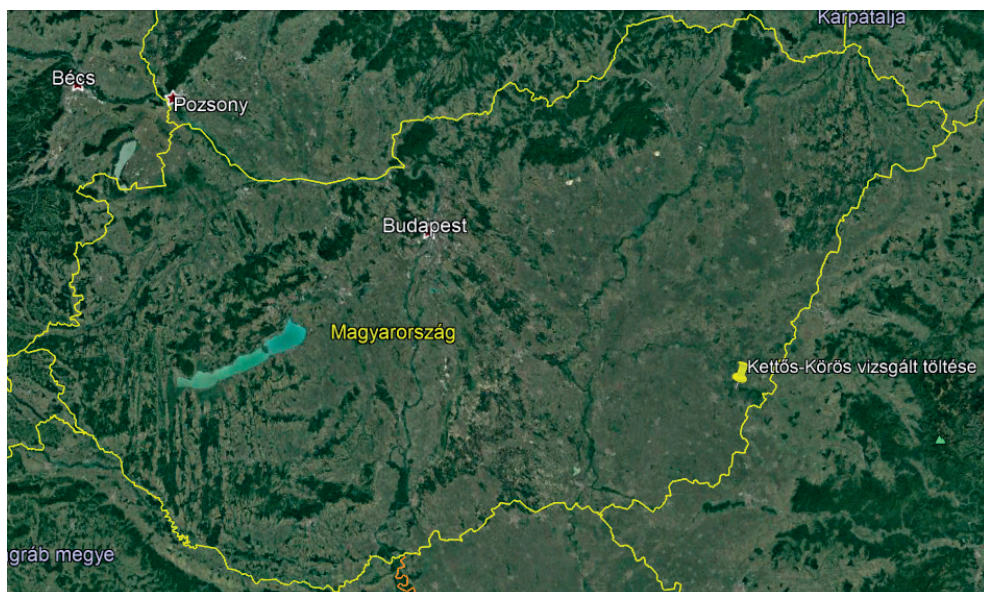 Kárpátalja
Bécs
Pozsony
Budapest
Magyarország
Kettős-Körös vizsgált töltése
gráb megye